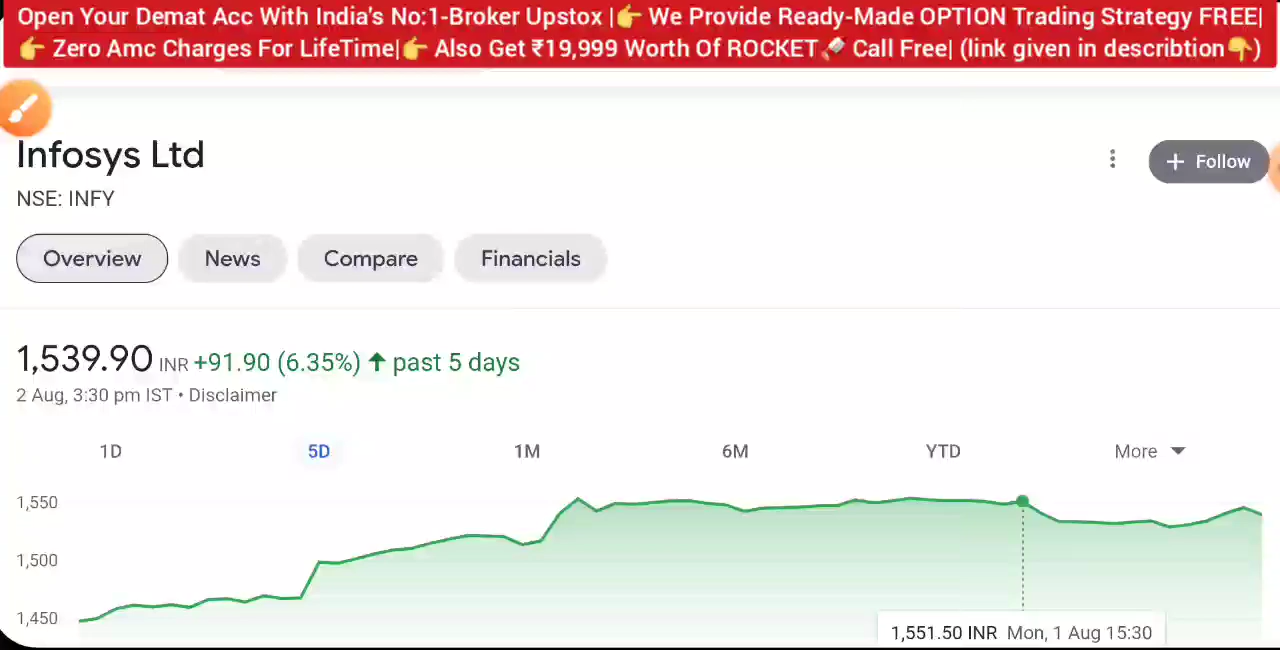 Open Your Demat Acc With India's No:1-Broker Upstox |👉 We Provide Ready-Made OPTION Trading Strategy FREE|
👉 Zero Amc Charges For LifeTime|👉 Also Get ₹19,999 Worth Of ROCKET🚀 Call Free| (link given in describtion👇)
Infosys Ltd
+ Follow
NSE: INFY
Overview News Compare Financials
1,539.90 INR +91.90 (6.35%) ↑ past 5 days
2 Aug, 3:30 pm IST • Disclaimer
1D 5D 1M 6M YTD More
1,550
1,500
1,450
1,551.50 INR Mon, 1 Aug 15:30